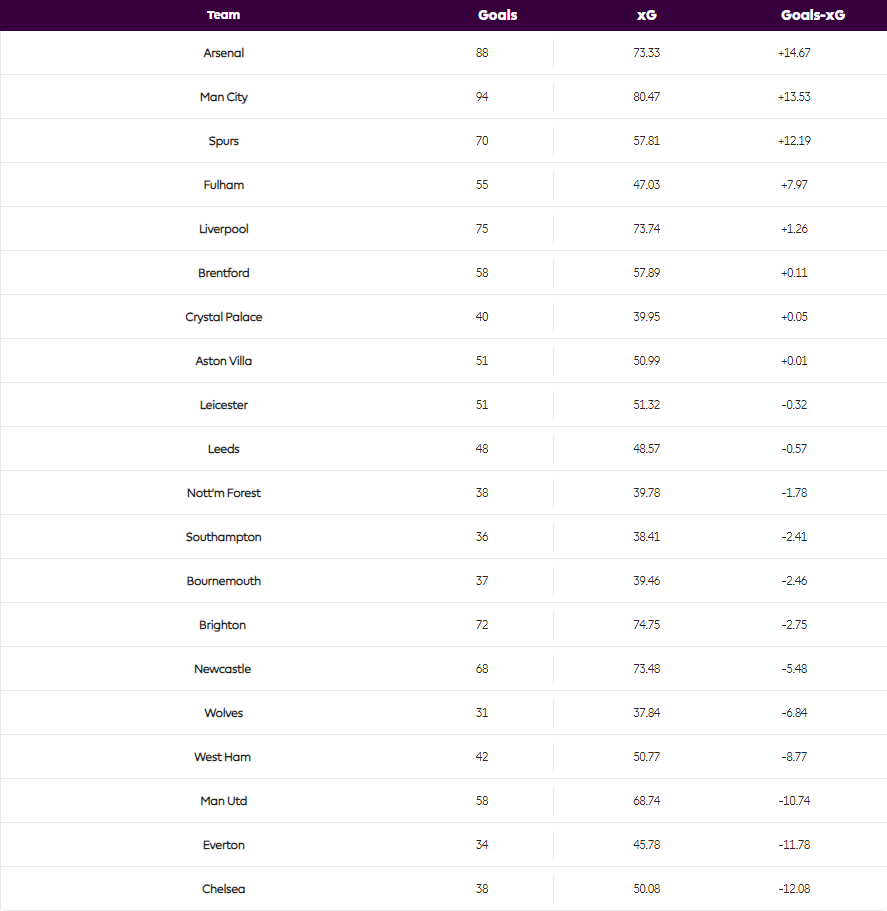 Team Goals xG Goals-xG
Arsenal 88 73.33 +14.67
Man City 94 80.47 +13.53
Spurs 70 57.81 +12.19
Fulham 55 47.03 +7.97
Liverpool 75 73.74 +1.26
Brentford 58 57.89 +0.11
Crystal Palace 40 39.95 +0.05
Aston Villa 51 50.99 +0.01
Leicester 51 51.32 -0.32
Leeds 48 48.57 -0.57
Nott'm Forest 38 39.78 -1.78
Southampton 36 38.41 -2.41
Bournemouth 37 39.46 -2.46
Brighton 72 74.75 -2.75
Newcastle 68 73.48 -5.48
Wolves 31 37.84 -6.84
West Ham 42 50.77 -8.77
Man Utd 58 68.74 -10.74
Everton 34 45.78 -11.78
Chelsea 38 50.08 -12.08